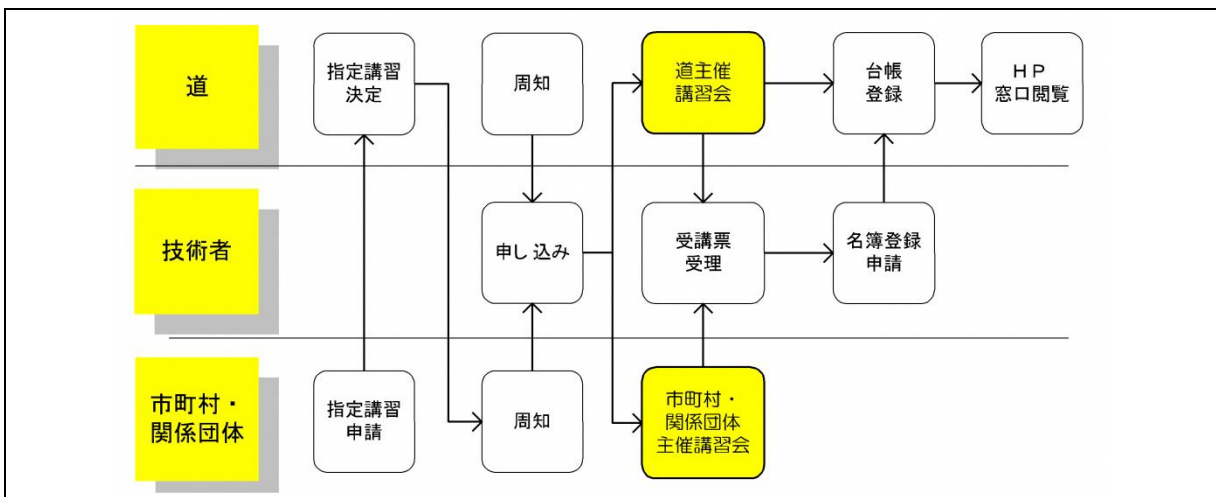 道
指定講習
決定
周知
道主催
講習会
台帳
登録
ＨＰ
窓口閲覧
技術者
申し込み
受講票
受理
名簿登録
申請
市町村・
関係団体
指定講習
申請
周知
市町村・
関係団体
主催講習会